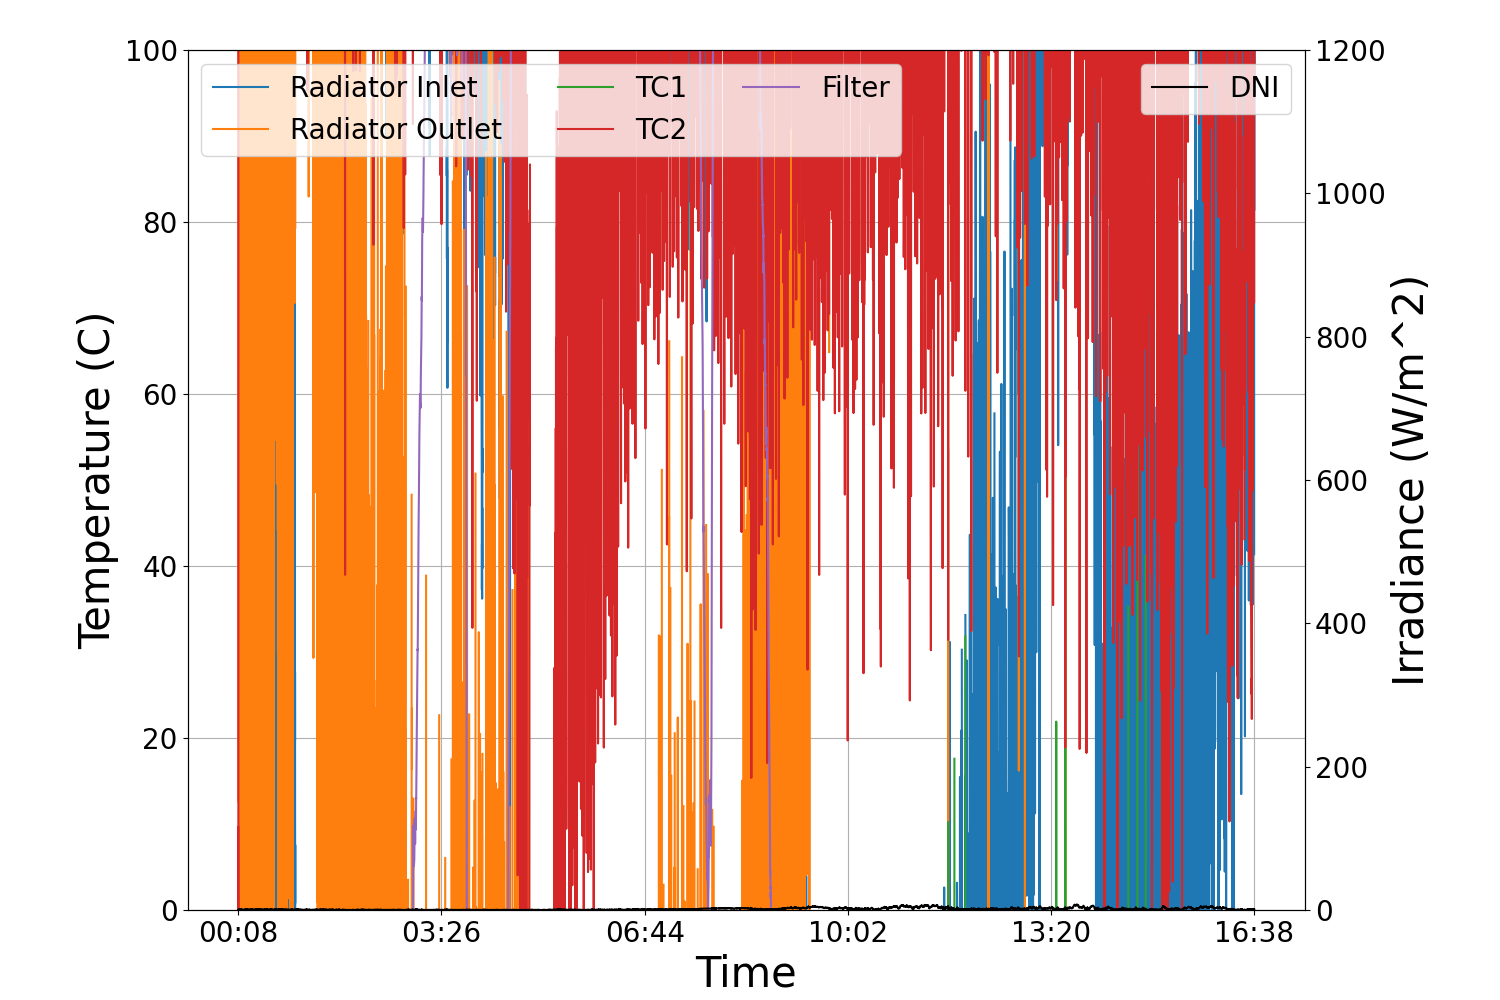 100
80
60
40
20
0
Temperature (C)
Radiator Inlet
Radiator Outlet
TC1
TC2
Filter
DNI
1200
1000
800
600
400
200
0
Irradiance (W/m^2)
00:08 03:26 06:44 10:02 13:20 16:38
Time